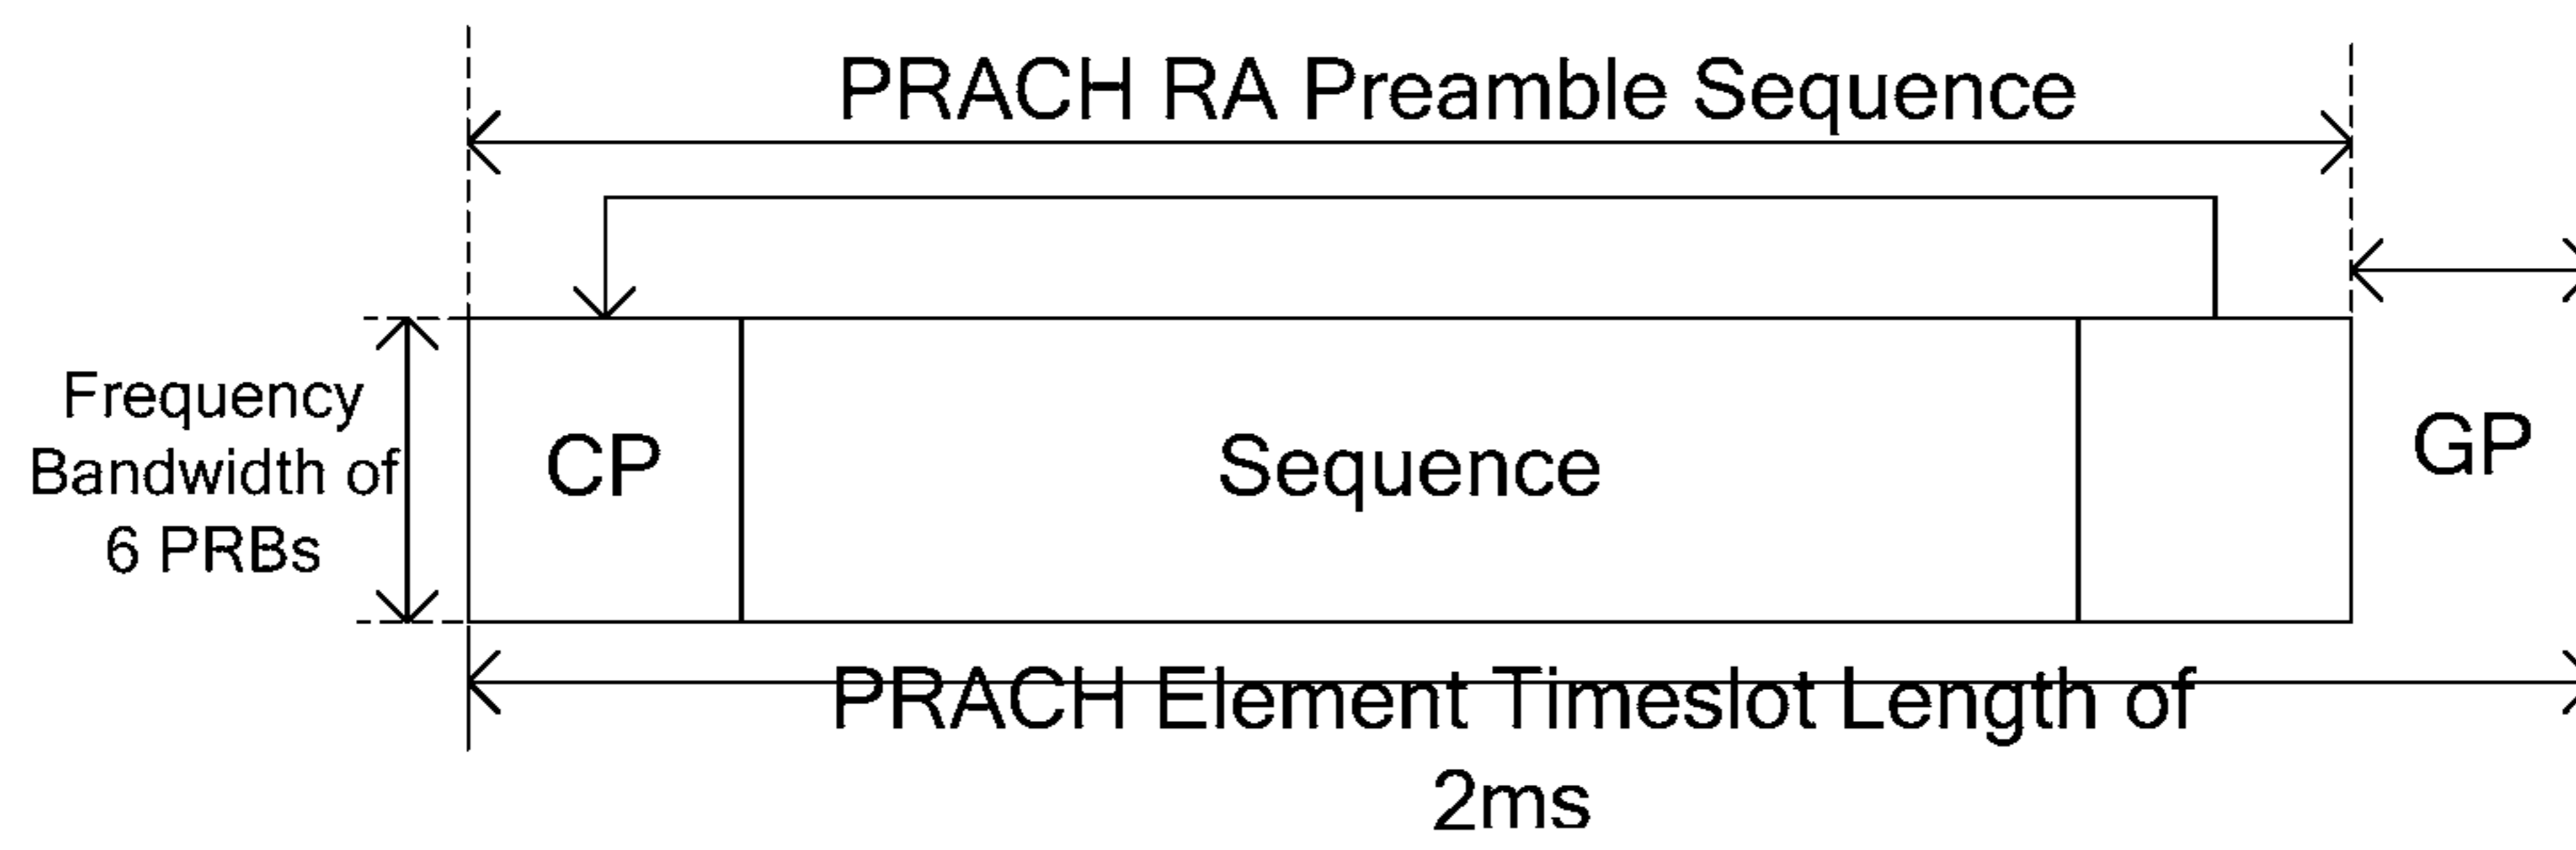 PRACH RA Preamble Sequence
Frequency
Bandwidth of
6 PRBs
CP
Sequence
GP
PRACH Element Timeslot Length of
2ms